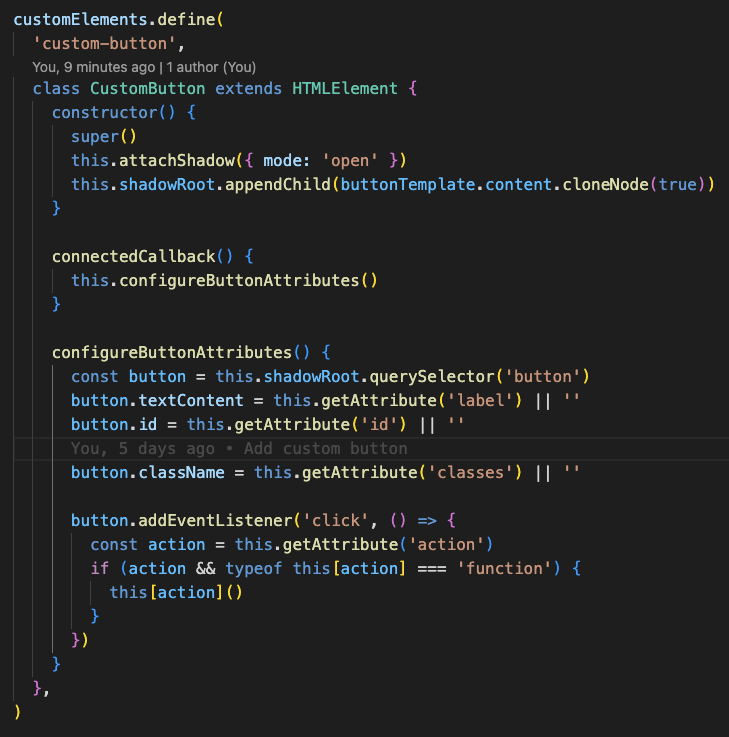 customElements.define(
  'custom-button',
  You, 9 minutes ago | 1 author (You)
  class CustomButton extends HTMLElement {
    constructor() {
      super()
      this.attachShadow({ mode: 'open' })
      this.shadowRoot.appendChild(buttonTemplate.content.cloneNode(true))
    }

    connectedCallback() {
      this.configureButtonAttributes()
    }

    configureButtonAttributes() {
      const button = this.shadowRoot.querySelector('button')
      button.textContent = this.getAttribute('label') || ''
      button.id = this.getAttribute('id') || ''
      You, 5 days ago • Add custom button
      button.className = this.getAttribute('classes') || ''

      button.addEventListener('click', () => {
        const action = this.getAttribute('action')
        if (action && typeof this[action] === 'function') {
          this[action]()
        }
      })
    }
  },
)